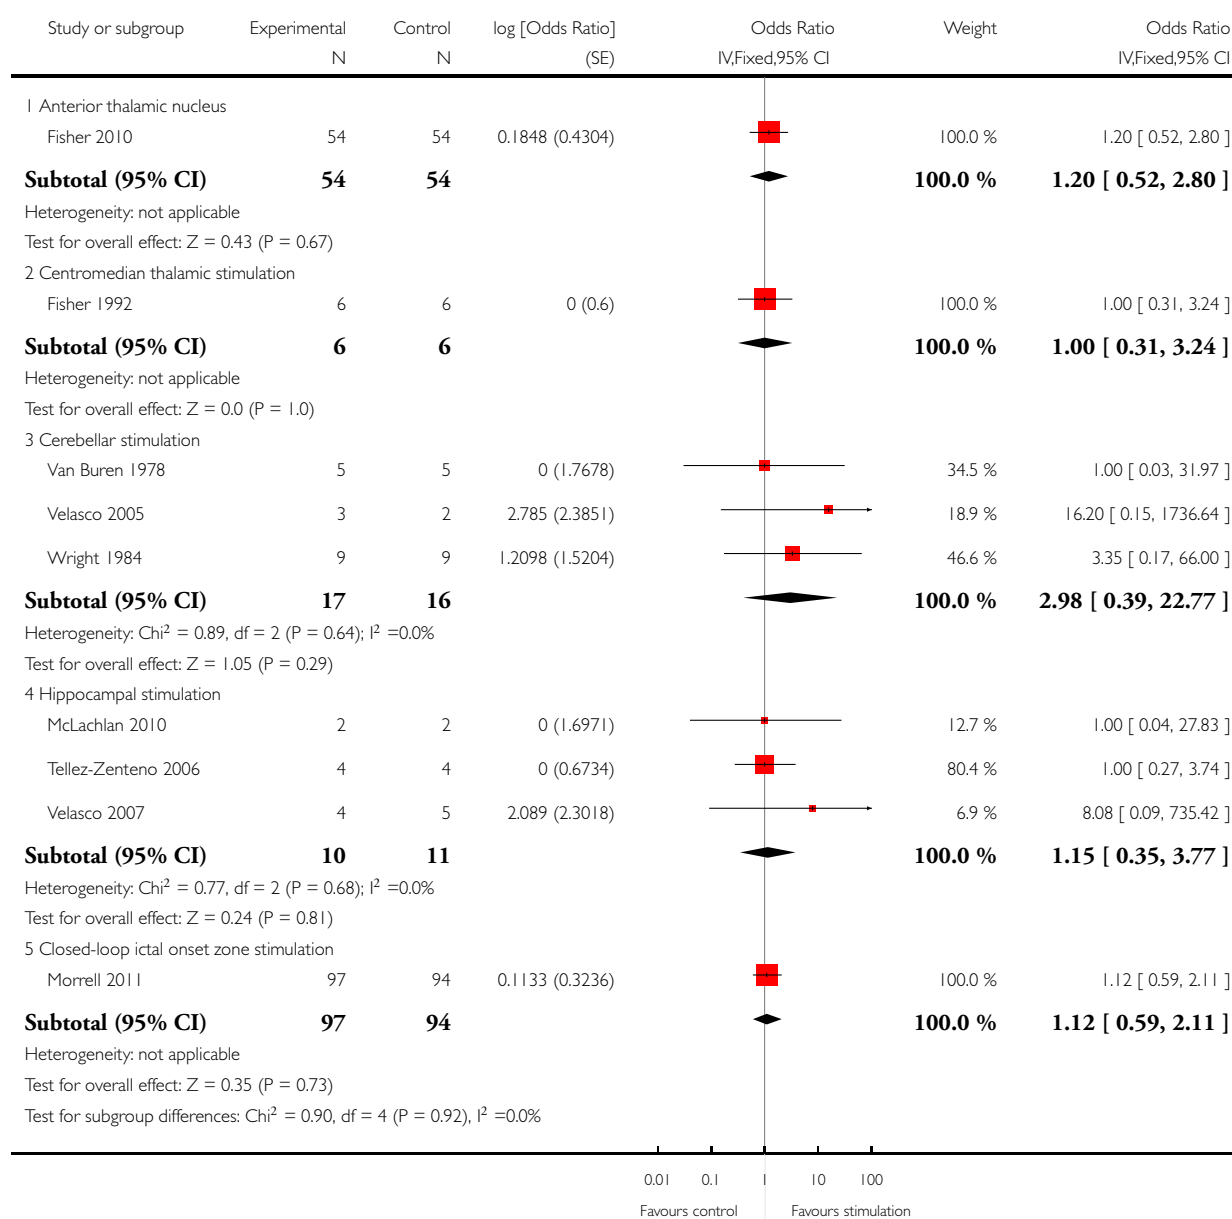 Study or subgroup Experimental Control log [Odds Ratio] Odds Ratio Weight Odds Ratio
N N (SE) IV,Fixed,95% CI IV,Fixed,95% CI
1 Anterior thalamic nucleus
Fisher 2010 54 54 0.1848 (0.4304) 100.0 % 1.20 [ 0.52, 2.80 ]
Subtotal (95% CI) 54 54 100.0 % 1.20 [ 0.52, 2.80 ]
Heterogeneity: not applicable
Test for overall effect: Z = 0.43 (P = 0.67)
2 Centromedian thalamic stimulation
Fisher 1992 6 6 0 (0.6) 100.0 % 1.00 [ 0.31, 3.24 ]
Subtotal (95% CI) 6 6 100.0 % 1.00 [ 0.31, 3.24 ]
Heterogeneity: not applicable
Test for overall effect: Z = 0.0 (P = 1.0)
3 Cerebellar stimulation
Van Buren 1978 5 5 0 (1.7678) 34.5 % 1.00 [ 0.03, 31.97 ]
Velasco 2005 3 2 2.785 (2.3851) 18.9 % 16.20 [ 0.15, 1736.64 ]
Wright 1984 9 9 1.2098 (1.5204) 46.6 % 3.35 [ 0.17, 66.00 ]
Subtotal (95% CI) 17 16 100.0 % 2.98 [ 0.39, 22.77 ]
Heterogeneity: Chi² = 0.89, df = 2 (P = 0.64); I² =0.0%
Test for overall effect: Z = 1.05 (P = 0.29)
4 Hippocampal stimulation
McLachlan 2010 2 2 0 (1.6971) 12.7 % 1.00 [ 0.04, 27.83 ]
Tellez-Zenteno 2006 4 4 0 (0.6734) 80.4 % 1.00 [ 0.27, 3.74 ]
Velasco 2007 4 5 2.089 (2.3018) 6.9 % 8.08 [ 0.09, 735.42 ]
Subtotal (95% CI) 10 11 100.0 % 1.15 [ 0.35, 3.77 ]
Heterogeneity: Chi² = 0.77, df = 2 (P = 0.68); I² =0.0%
Test for overall effect: Z = 0.24 (P = 0.81)
5 Closed-loop ictal onset zone stimulation
Morrell 2011 97 94 0.1133 (0.3236) 100.0 % 1.12 [ 0.59, 2.11 ]
Subtotal (95% CI) 97 94 100.0 % 1.12 [ 0.59, 2.11 ]
Heterogeneity: not applicable
Test for overall effect: Z = 0.35 (P = 0.73)
Test for subgroup differences: Chi² = 0.90, df = 4 (P = 0.92), I² =0.0%
0.01 0.1 1 10 100
Favours control Favours stimulation